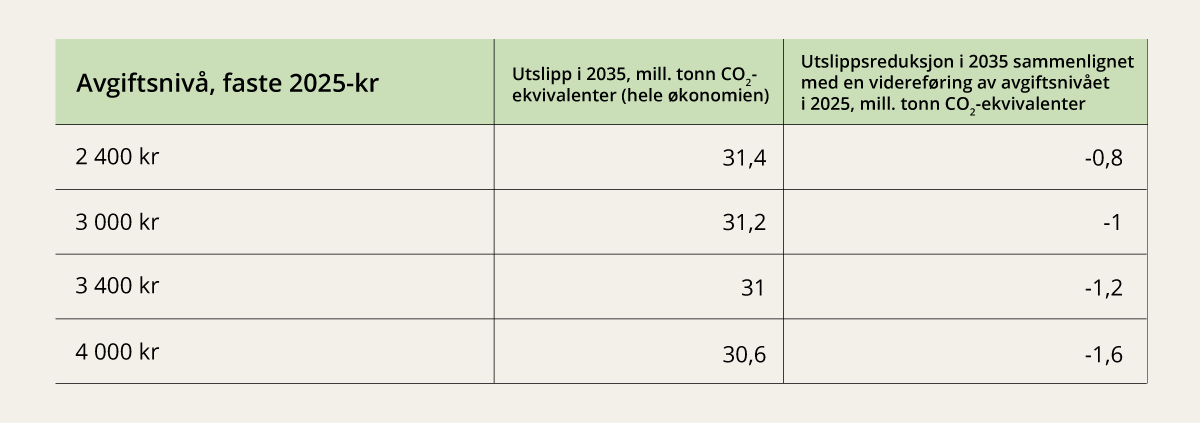 Avgiftsnivå, faste 2025-kr
Utslipp i 2035, mill. tonn CO₂-
ekvivalenter (hele økonomien)
Utslippsreduksjon i 2035 sammenlignet
med en videreføring av avgiftsnivået
i 2025, mill. tonn CO₂-ekvivalenter
2 400 kr 31,4 -0,8
3 000 kr 31,2 -1
3 400 kr 31 -1,2
4 000 kr 30,6 -1,6